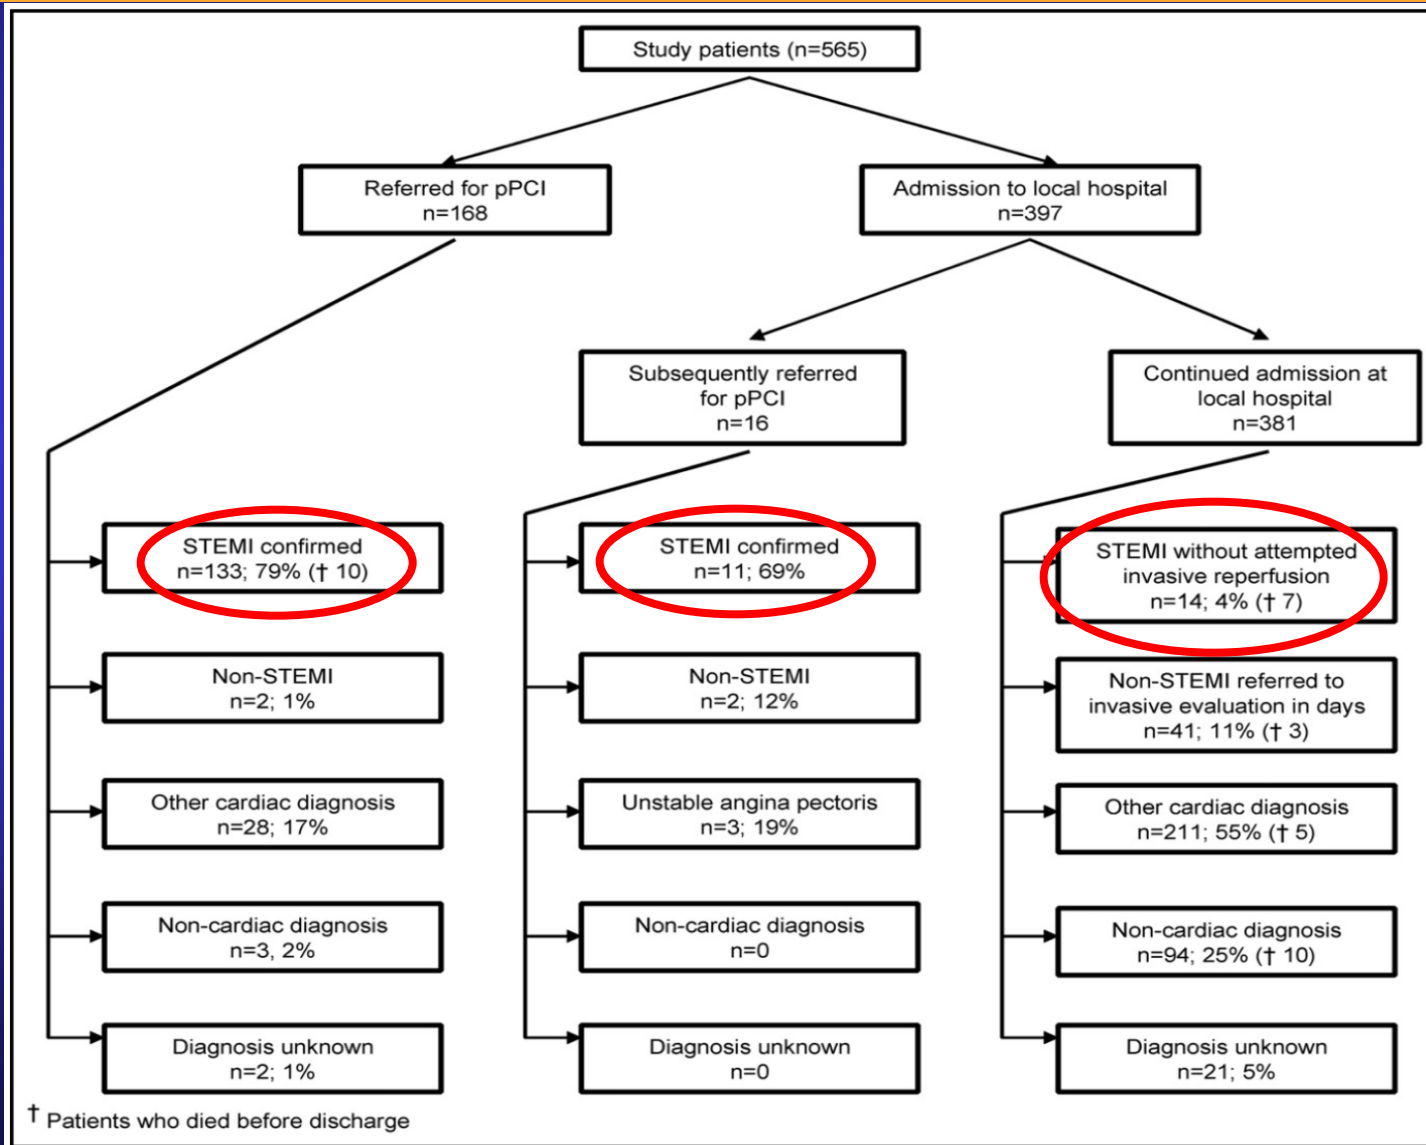 Study patients (n=565)
Referred for pPCI
n=168
Admission to local hospital
n=397
Subsequently referred
for pPCI
n=16
Continued admission at
local hospital
n=381
STEMI confirmed
n=133; 79% († 10)
Non-STEMI
n=2; 1%
Other cardiac diagnosis
n=28; 17%
Non-cardiac diagnosis
n=3, 2%
Diagnosis unknown
n=2; 1%
STEMI confirmed
n=11; 69%
Non-STEMI
n=2; 12%
Unstable angina pectoris
n=3; 19%
Non-cardiac diagnosis
n=0
Diagnosis unknown
n=0
STEMI without attempted
invasive reperfusion
n=14; 4% († 7)
Non-STEMI referred to
invasive evaluation in days
n=41; 11% († 3)
Other cardiac diagnosis
n=211; 55% († 5)
Non-cardiac diagnosis
n=94; 25% († 10)
Diagnosis unknown
n=21; 5%
† Patients who died before discharge